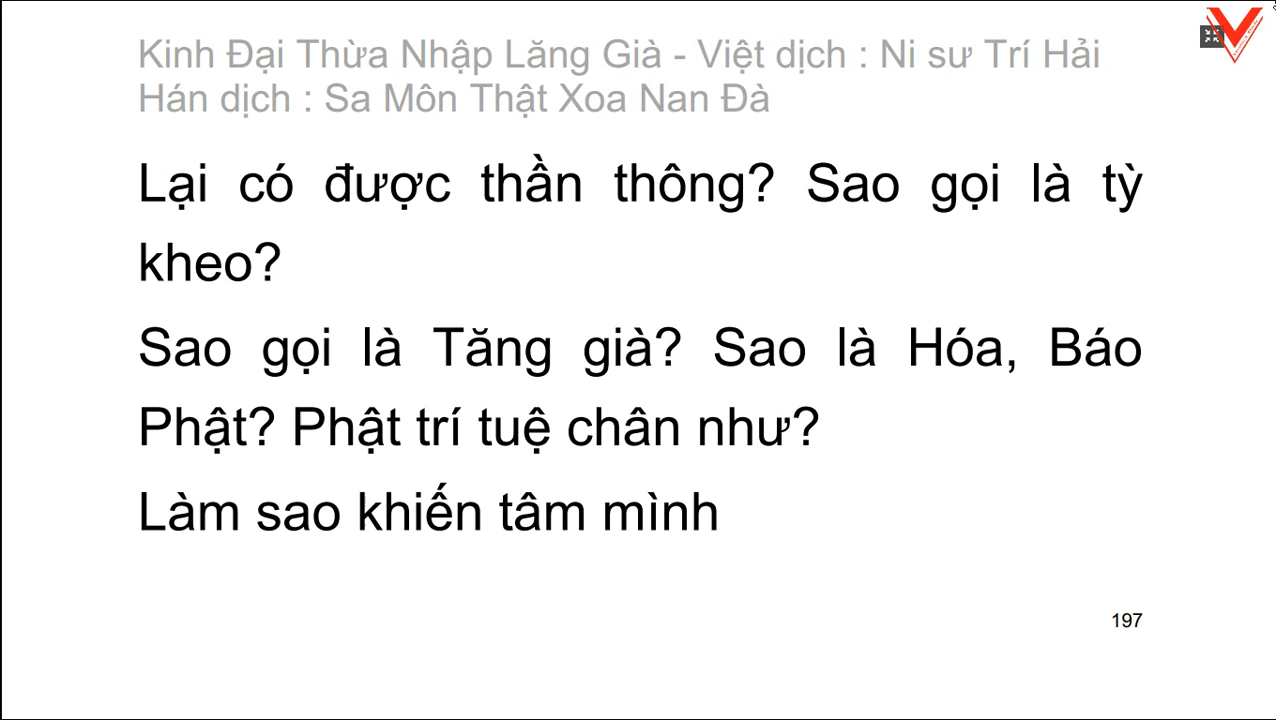 Kinh Đại Thừa Nhập Lăng Già - Việt dịch : Ni sư Trí Hải
Hán dịch : Sa Môn Thật Xoa Nan Đà
Lại có được thần thông? Sao gọi là tỳ
kheo?
Sao gọi là Tăng già? Sao là Hóa, Báo
Phật? Phật trí tuệ chân như?
Làm sao khiến tâm mình
197